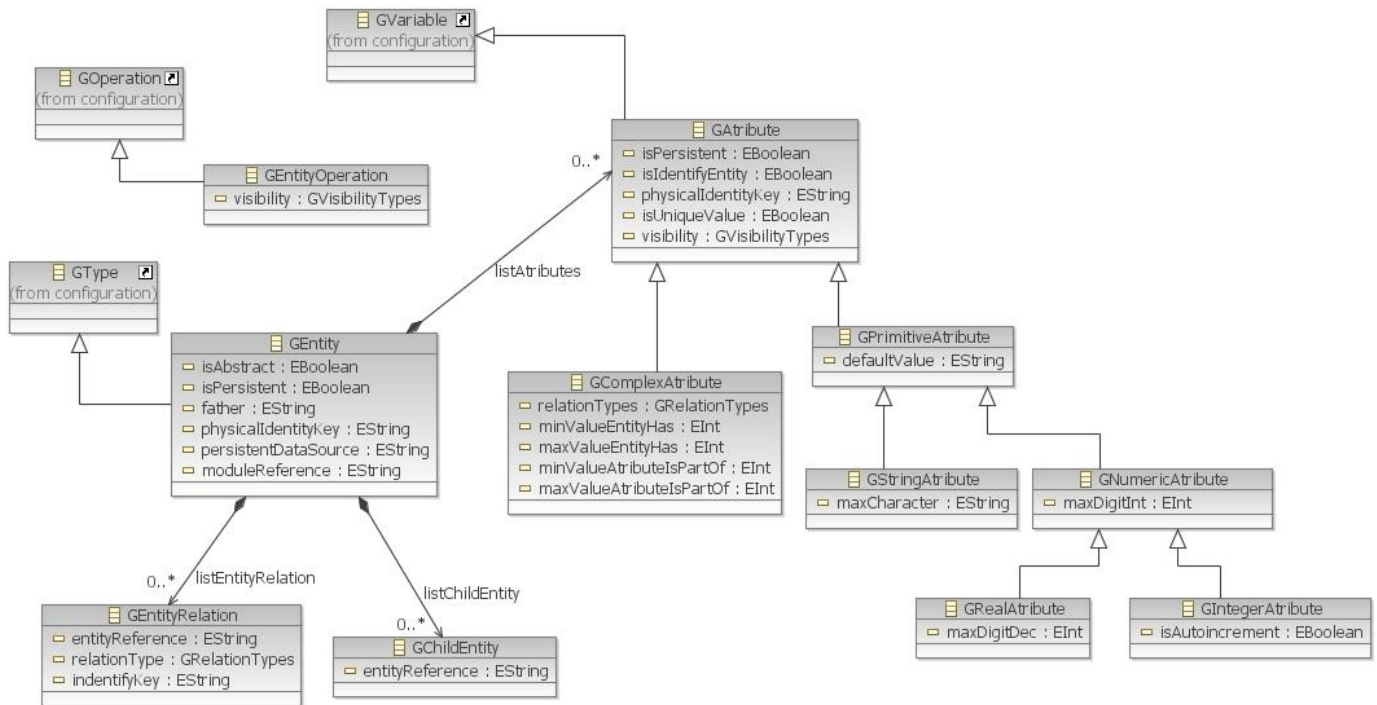 GVariable
(from configuration)
GOperation
(from configuration)
GAtribute
isPersistent : EBoolean
isIdentifyEntity : EBoolean
physicalIdentityKey : EString
isUniqueValue : EBoolean
visibility : GVisibilityTypes
0..*
GEntityOperation
visibility : GVisibilityTypes
listAtributes
GType
(from configuration)
GEntity
isAbstract : EBoolean
isPersistent : EBoolean
father : EString
physicalIdentityKey : EString
persistentDataSource : EString
moduleReference : EString
GPrimitiveAtribute
defaultValue : EString
GComplexAtribute
relationTypes : GRelationTypes
minValueEntityHas : EInt
maxValueEntityHas : EInt
minValueAtributeIsPartOf : EInt
maxValueAtributeIsPartOf : EInt
GStringAtribute
maxCharacter : EString
GNumericAtribute
maxDigitInt : EInt
0..*
listEntityRelation
listChildEntity
0..*
GEntityRelation
entityReference : EString
relationType : GRelationTypes
indentifyKey : EString
GChildEntity
entityReference : EString
GRealAtribute
maxDigitDec : EInt
GIntegerAtribute
isAutoincrement : EBoolean